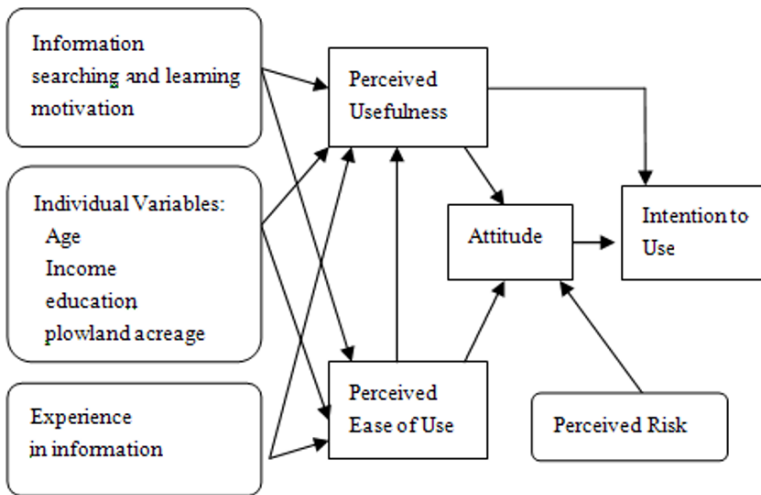 Information
searching and learning
motivation
Individual Variables:
Age
Income
education
plowland acreage
Experience
in information
Perceived
Usefulness
Perceived
Ease of Use
Attitude
Intention to
Use
Perceived Risk